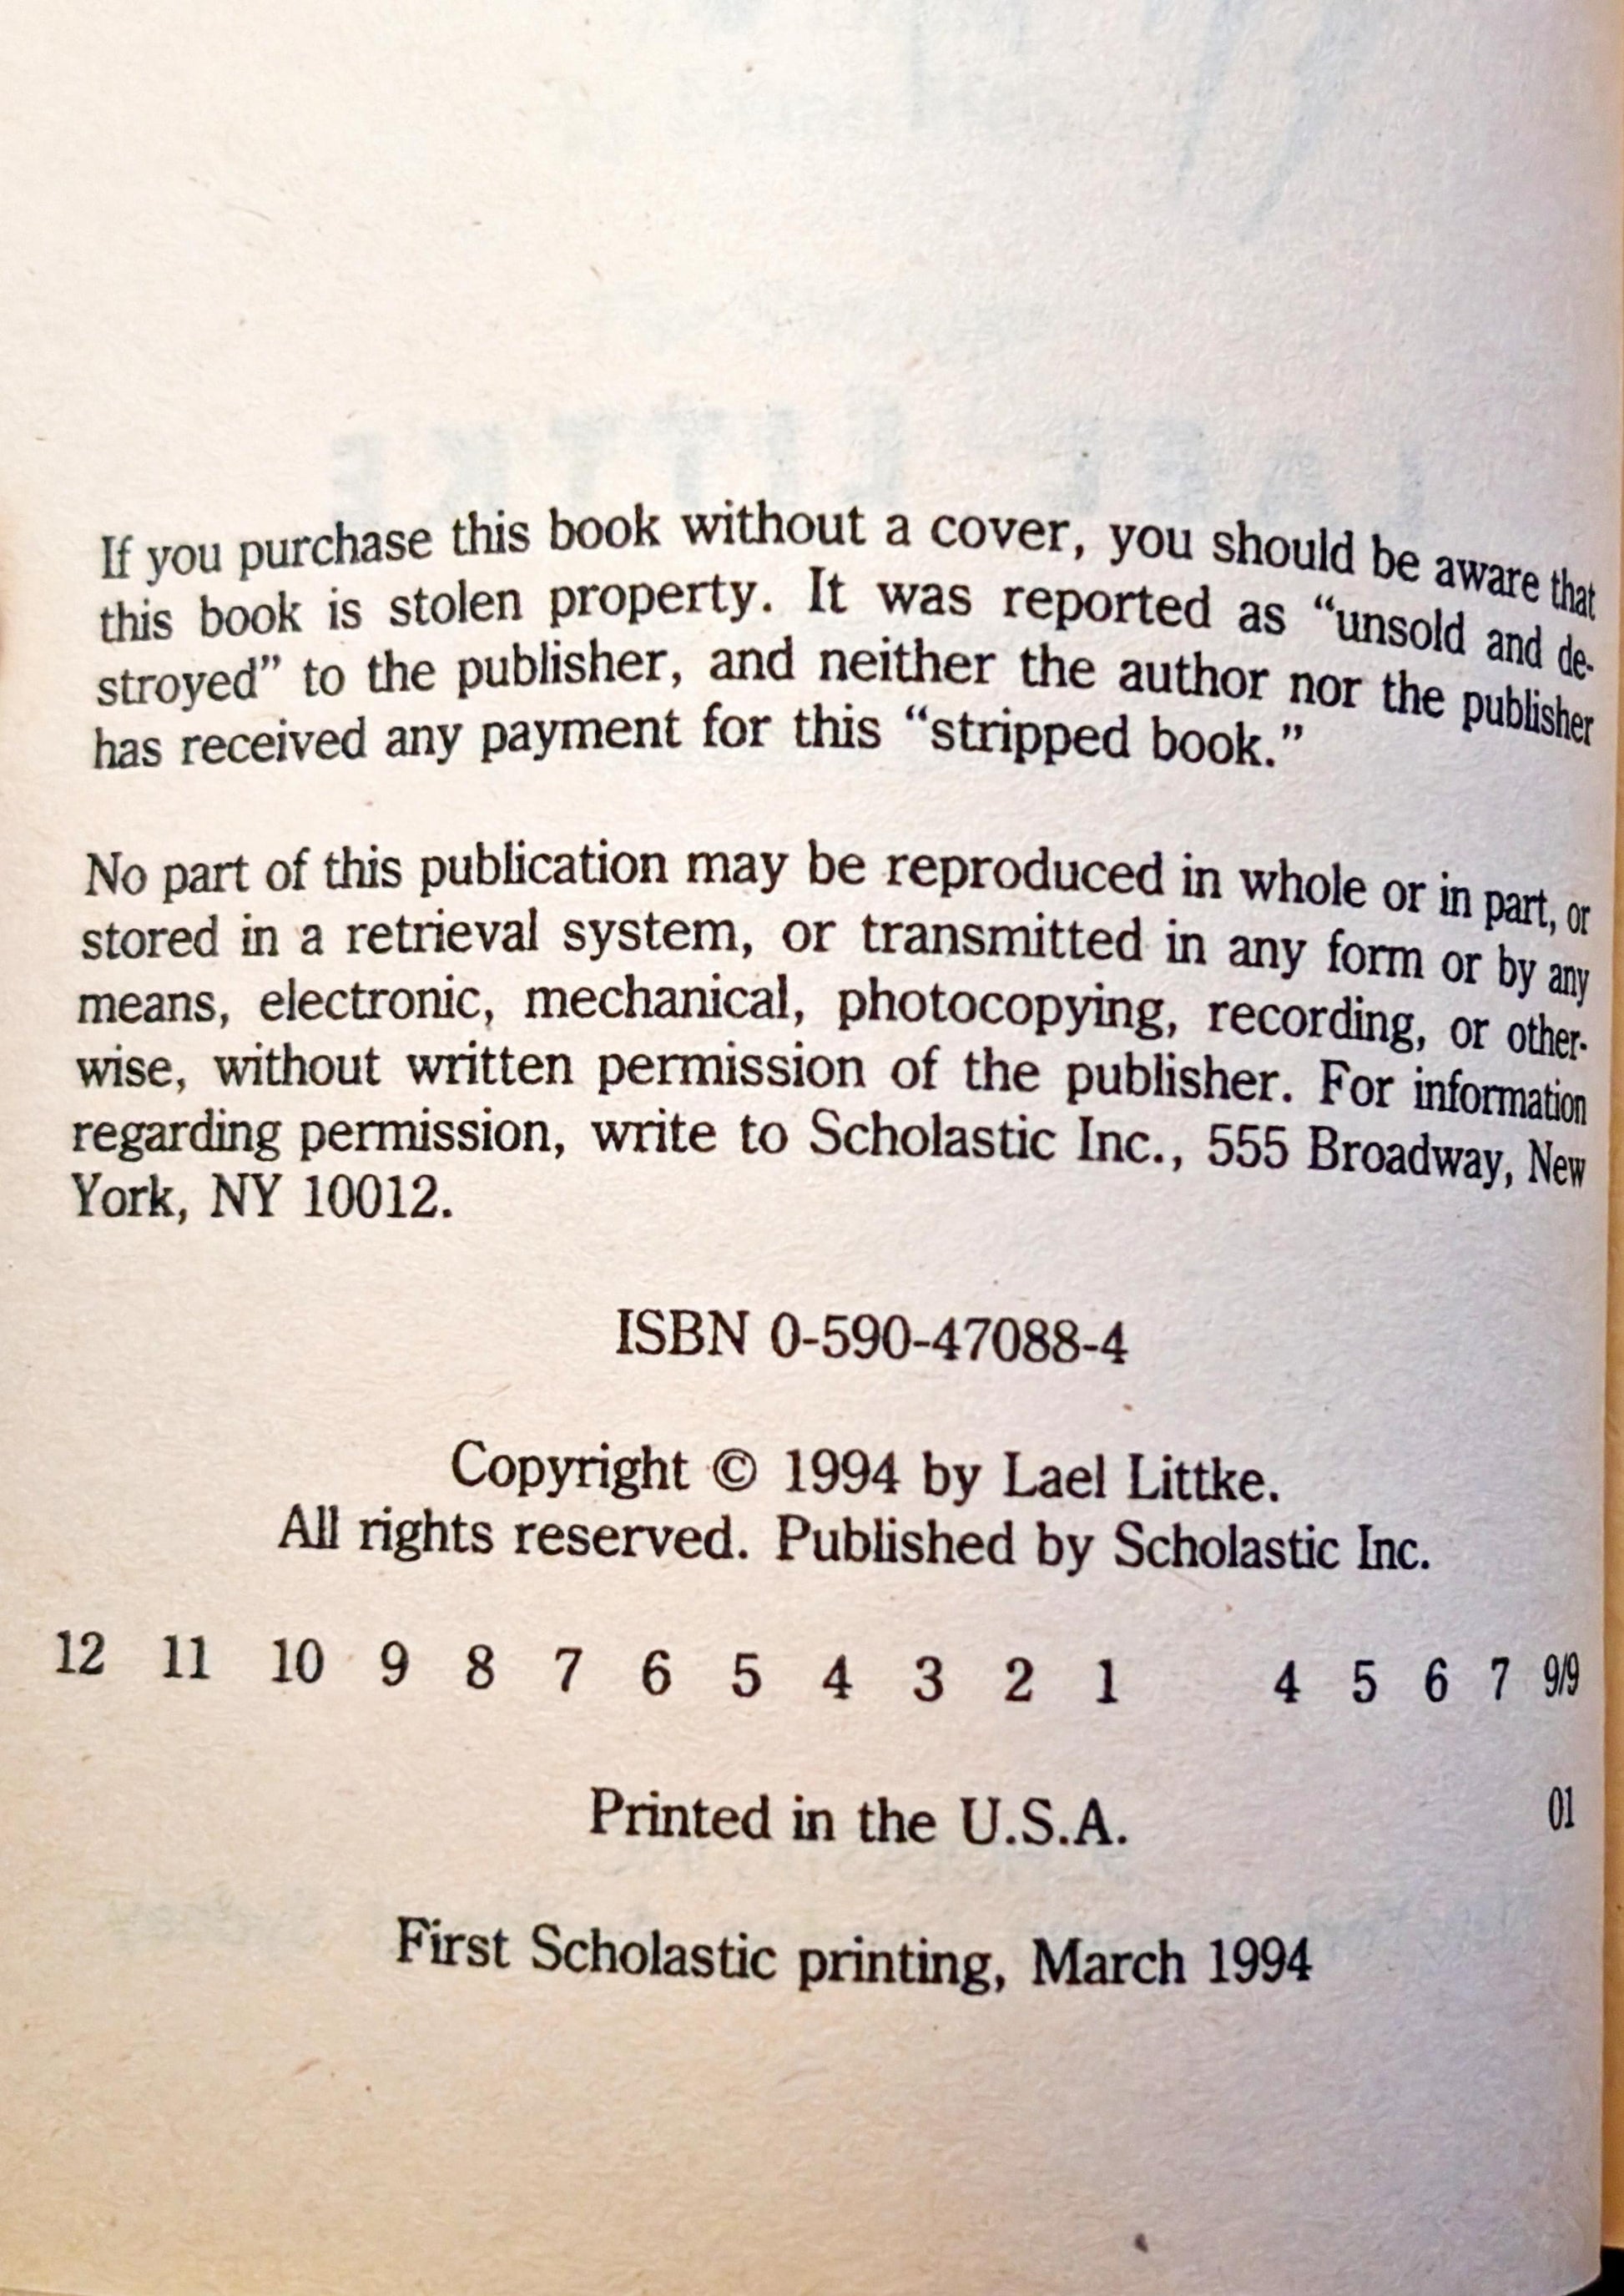 If you purchase this book without a cover, you should be aware that
this book is stolen property. It was reported as “unsold and de-
stroyed” to the publisher, and neither the author nor the publisher
has received any payment for this “stripped book.”
No part of this publication may be reproduced in whole or in part, or
stored in a retrieval system, or transmitted in any form or by any
means, electronic, mechanical, photocopying, recording, or other-
wise, without written permission of the publisher. For information
regarding permission, write to Scholastic Inc., 555 Broadway, New
York, NY 10012.
ISBN 0-590-47088-4
Copyright © 1994 by Lael Littke.
All rights reserved. Published by Scholastic Inc.
12 11 10 9 8 7 6 5 4 3 2 1 4 5 6 7 9/9
Printed in the U.S.A. 01
First Scholastic printing, March 1994